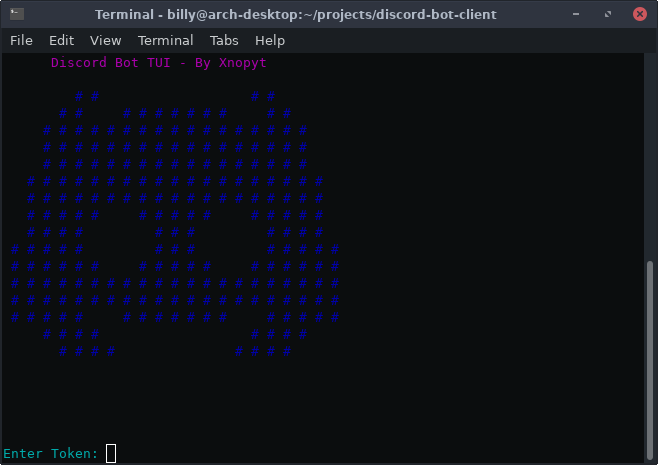 Terminal - billy@arch-desktop:~/projects/discord-bot-client
File Edit View Terminal Tabs Help
Discord Bot TUI - By Xnopyt
Enter Token: